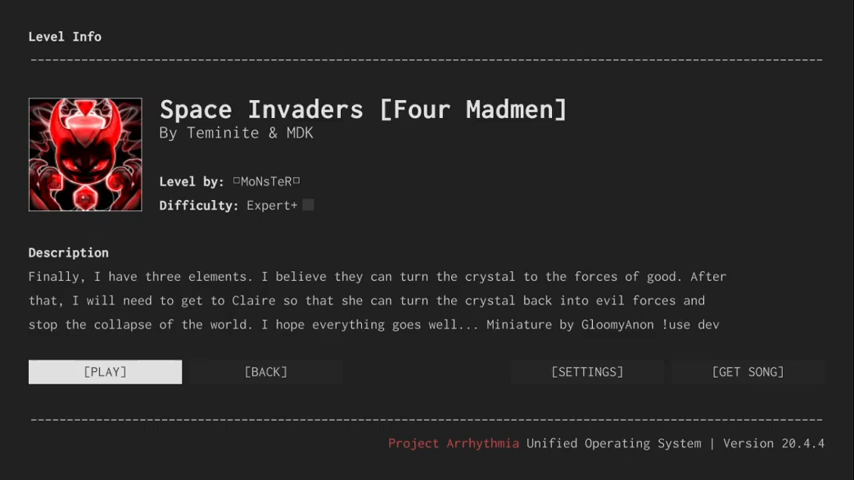 Level Info
Space Invaders [Four Madmen]
By Teminite & MDK
Level by: □MoNsTeR□
Difficulty: Expert+
Description
Finally, I have three elements. I believe they can turn the crystal to the forces of good. After
that, I will need to get to Claire so that she can turn the crystal back into evil forces and
stop the collapse of the world. I hope everything goes well... Miniature by GloomyAnon !use dev
[PLAY] [BACK] [SETTINGS] [GET SONG]
Project Arrhythmia Unified Operating System | Version 20.4.4